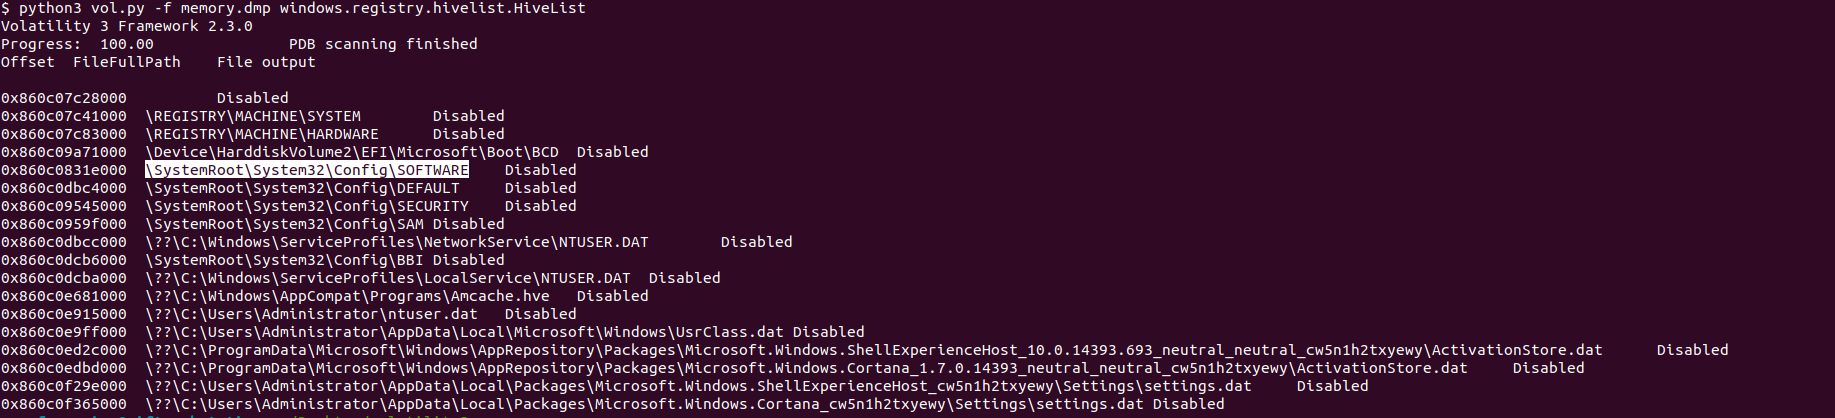 $ python3 vol.py -f memory.dmp windows.registry.hivelist.HiveList
Volatility 3 Framework 2.3.0
Progress:  100.00               PDB scanning finished
Offset  FileFullPath    File output

0x860c07c28000          Disabled
0x860c07c41000  \REGISTRY\MACHINE\SYSTEM        Disabled
0x860c07c83000  \REGISTRY\MACHINE\HARDWARE      Disabled
0x860c09a71000  \Device\HarddiskVolume2\EFI\Microsoft\Boot\BCD  Disabled
0x860c0831e000  \SystemRoot\System32\Config\SOFTWARE    Disabled
0x860c0dbc4000  \SystemRoot\System32\Config\DEFAULT     Disabled
0x860c09545000  \SystemRoot\System32\Config\SECURITY    Disabled
0x860c0959f000  \SystemRoot\System32\Config\SAM Disabled
0x860c0dbcc000  \??\C:\Windows\ServiceProfiles\NetworkService\NTUSER.DAT        Disabled
0x860c0dcb6000  \SystemRoot\System32\Config\BBI Disabled
0x860c0dcba000  \??\C:\Windows\ServiceProfiles\LocalService\NTUSER.DAT  Disabled
0x860c0e681000  \??\C:\Windows\AppCompat\Programs\Amcache.hve   Disabled
0x860c0e915000  \??\C:\Users\Administrator\ntuser.dat   Disabled
0x860c0e9ff000  \??\C:\Users\Administrator\AppData\Local\Microsoft\Windows\UsrClass.dat Disabled
0x860c0ed2c000  \??\C:\ProgramData\Microsoft\Windows\AppRepository\Packages\Microsoft.Windows.ShellExperienceHost_10.0.14393.693_neutral_neutral_cw5n1h2txyewy\ActivationStore.dat      Disabled
0x860c0edbd000  \??\C:\ProgramData\Microsoft\Windows\AppRepository\Packages\Microsoft.Windows.Cortana_1.7.0.14393_neutral_neutral_cw5n1h2txyewy\ActivationStore.dat     Disabled
0x860c0f29e000  \??\C:\Users\Administrator\AppData\Local\Packages\Microsoft.Windows.ShellExperienceHost_cw5n1h2txyewy\Settings\settings.dat     Disabled
0x860c0f365000  \??\C:\Users\Administrator\AppData\Local\Packages\Microsoft.Windows.Cortana_cw5n1h2txyewy\Settings\settings.dat Disabled